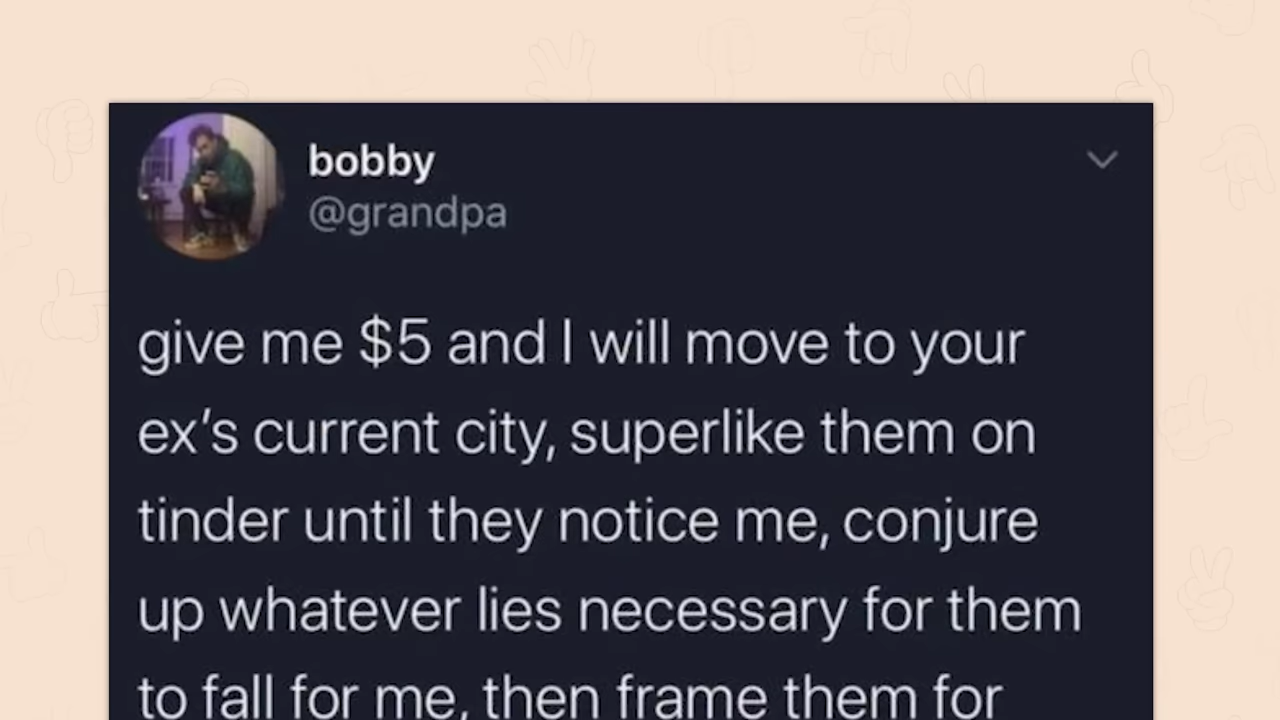 bobby
@grandpa
give me $5 and I will move to your
ex’s current city, superlike them on
tinder until they notice me, conjure
up whatever lies necessary for them
to fall for me, then frame them for